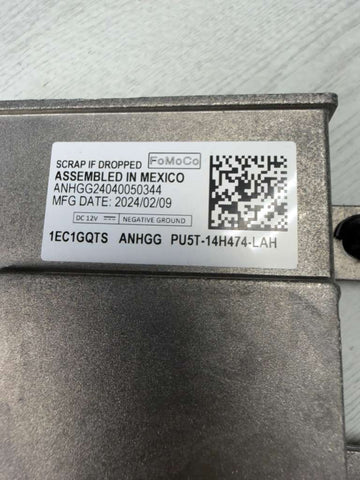 SCRAP IF DROPPED FoMoCo
ASSEMBLED IN MEXICO
ANHGG24040050344
MFG DATE: 2024/02/09
DC 12V NEGATIVE GROUND
1EC1GQTS ANHGG PU5T-14H474-LAH